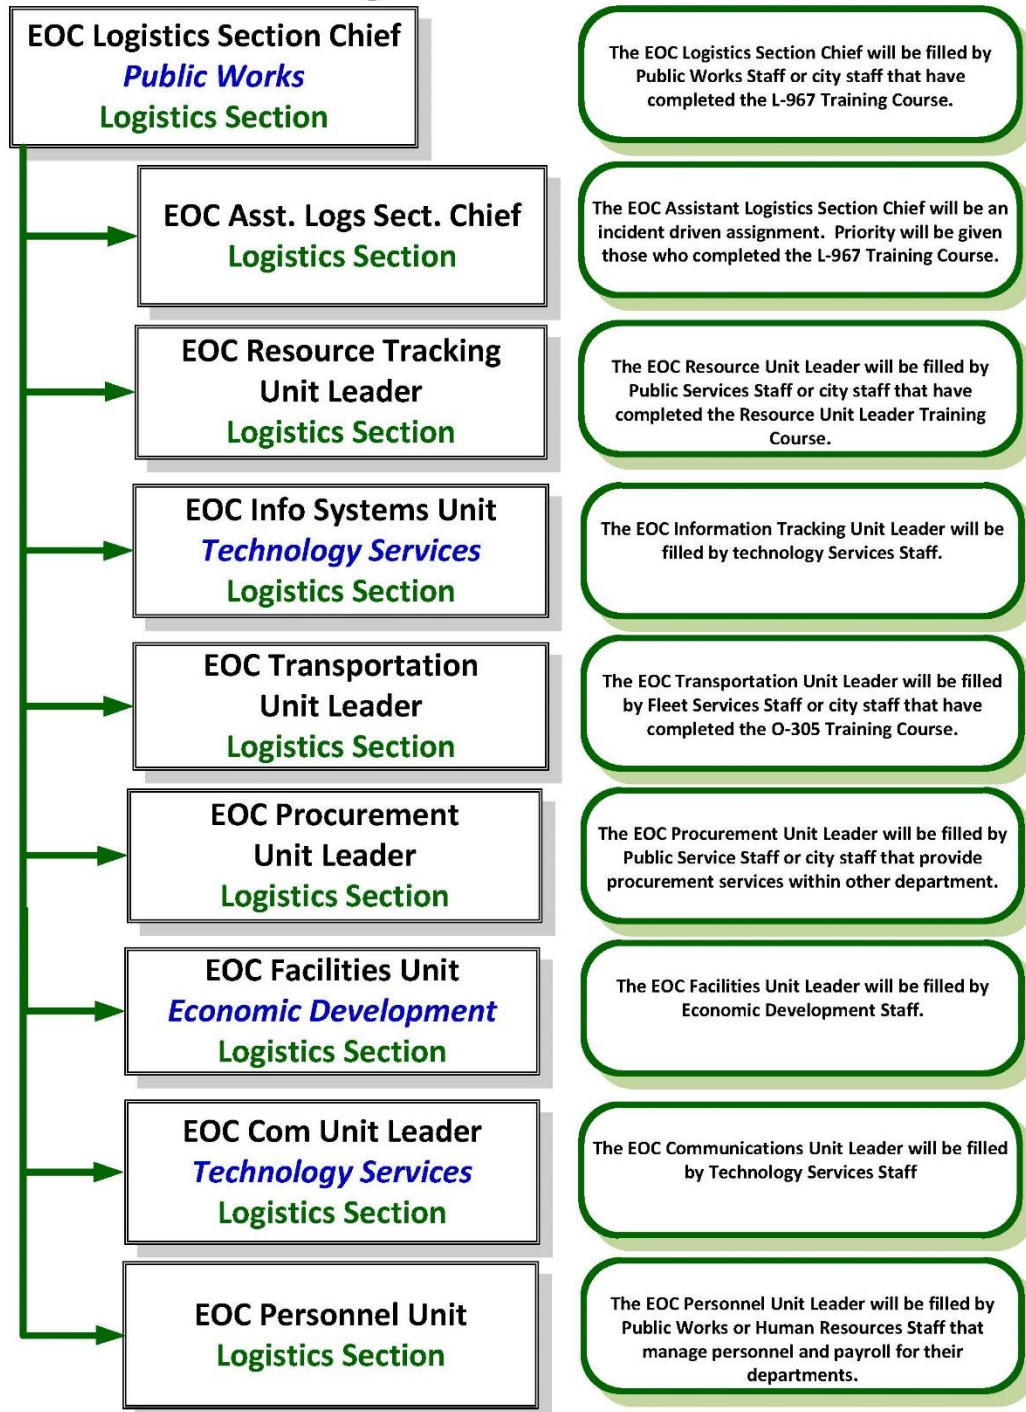 EOC Logistics Section Chief
Public Works
Logistics Section
The EOC Logistics Section Chief will be filled by
Public Works Staff or city staff that have
completed the L-967 Training Course.
EOC Asst. Logs Sect. Chief
Logistics Section
The EOC Assistant Logistics Section Chief will be an
incident driven assignment. Priority will be given
those who completed the L-967 Training Course.
EOC Resource Tracking
Unit Leader
Logistics Section
The EOC Resource Unit Leader will be filled by
Public Services Staff or city staff that have
completed the Resource Unit Leader Training
Course.
EOC Info Systems Unit
Technology Services
Logistics Section
The EOC Information Tracking Unit Leader will be
filled by technology Services Staff.
EOC Transportation
Unit Leader
Logistics Section
The EOC Transportation Unit Leader will be filled
by Fleet Services Staff or city staff that have
completed the O-305 Training Course.
EOC Procurement
Unit Leader
Logistics Section
The EOC Procurement Unit Leader will be filled by
Public Service Staff or city staff that provide
procurement services within other department.
EOC Facilities Unit
Economic Development
Logistics Section
The EOC Facilities Unit Leader will be filled by
Economic Development Staff.
EOC Com Unit Leader
Technology Services
Logistics Section
The EOC Communications Unit Leader will be filled
by Technology Services Staff
EOC Personnel Unit
Logistics Section
The EOC Personnel Unit Leader will be filled by
Public Works or Human Resources Staff that
manage personnel and payroll for their
departments.